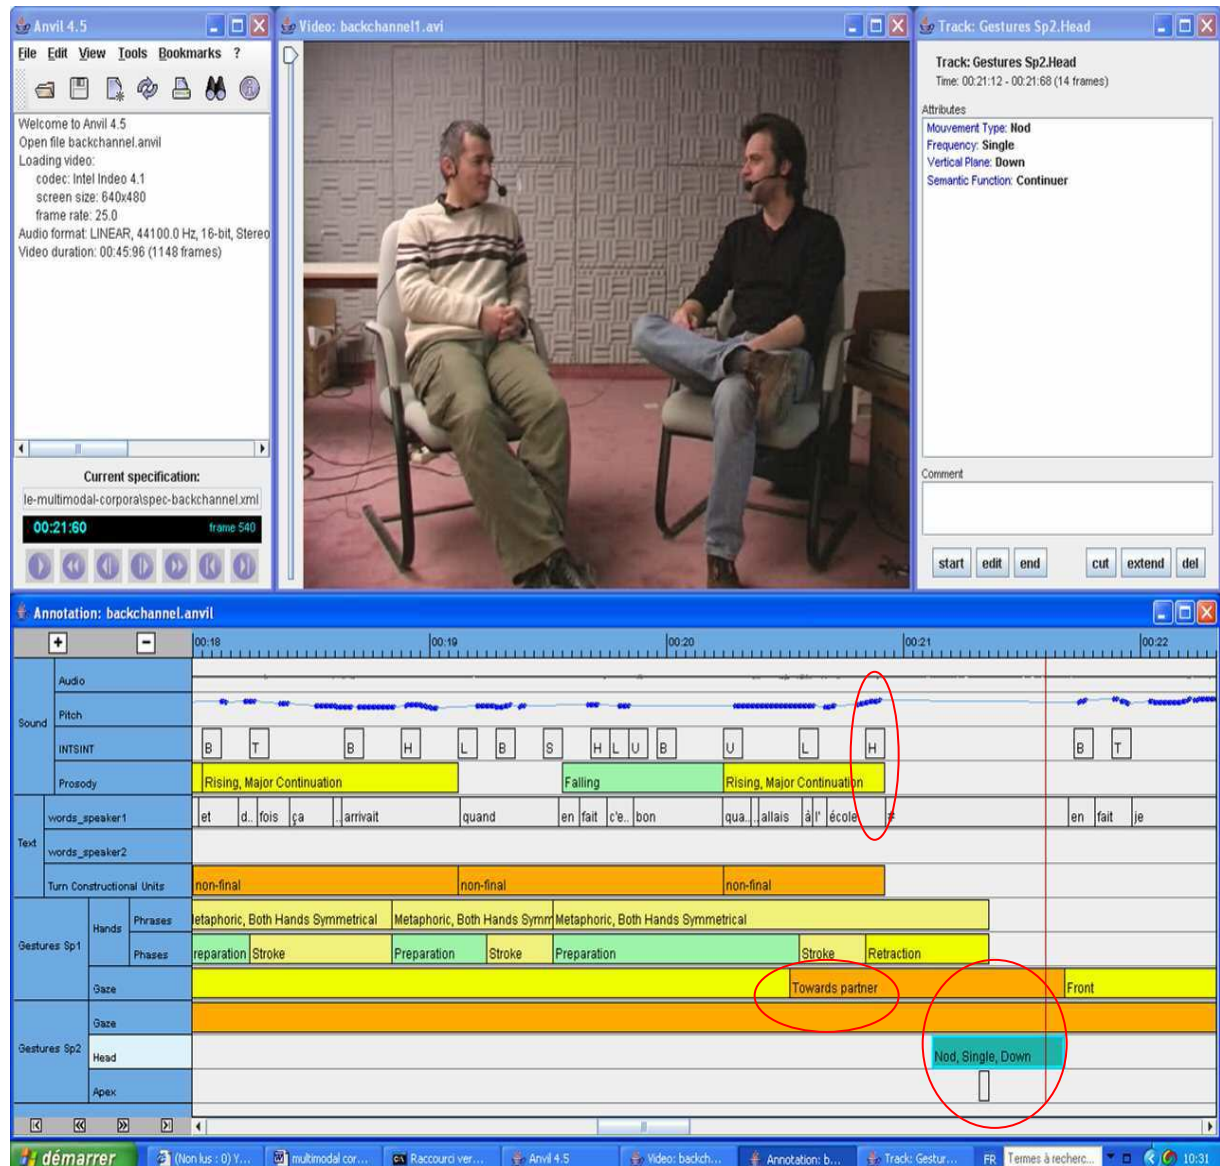 Anvil 4.5
File Edit View Tools Bookmarks ?
Welcome to Anvil 4.5
Open file backchannel.anvil
Loading video:
codec: Intel Indeo 4.1
screen size: 640x480
frame rate: 25.0
Audio format: LINEAR, 44100.0 Hz, 16-bit, Stereo
Video duration: 00:45:96 (1148 frames)
Current specification:
le-multimodal-corpora\spec-backchannel.xml
00:21:60 frame 540
Video: backchannel1.avi
Track: Gestures Sp2.Head
Track: Gestures Sp2.Head
Time: 00:21:12 - 00:21:68 (14 frames)
Attributes
Mouvement Type: Nod
Frequency: Single
Vertical Plane: Down
Semantic Function: Continuer
Comment
start edit end cut extend del
Annotation: backchannel.anvil
+ - 00:18 00:19 00:20 00:21 00:22
Sound
Audio
Pitch
INTSINT B T B H L B S H L U B U L H B T
Prosody Rising, Major Continuation Falling Rising, Major Continuation
Text
words_speaker1 et d.. fois ça .. arrivait quand en fait c'e.. bon qua.. .. allais à l' école # en fait je
words_speaker2
Turn Constructional Units non-final non-final non-final
Gestures Sp1
Hands
Phrases etaphoric, Both Hands Symmetrical Metaphoric, Both Hands Symm Metaphoric, Both Hands Symmetrical
Phases reparation Stroke Preparation Stroke Preparation Stroke Retraction
Gaze Towards partner Front
Gestures Sp2
Gaze
Head Nod, Single, Down
Apex
démarrer (Non lus : 0) Y... multimodal cor... Raccourci ver... Anvil 4.5 Video: backch... Annotation: b... Track: Gestur... FR Termes à recherc... 10:31